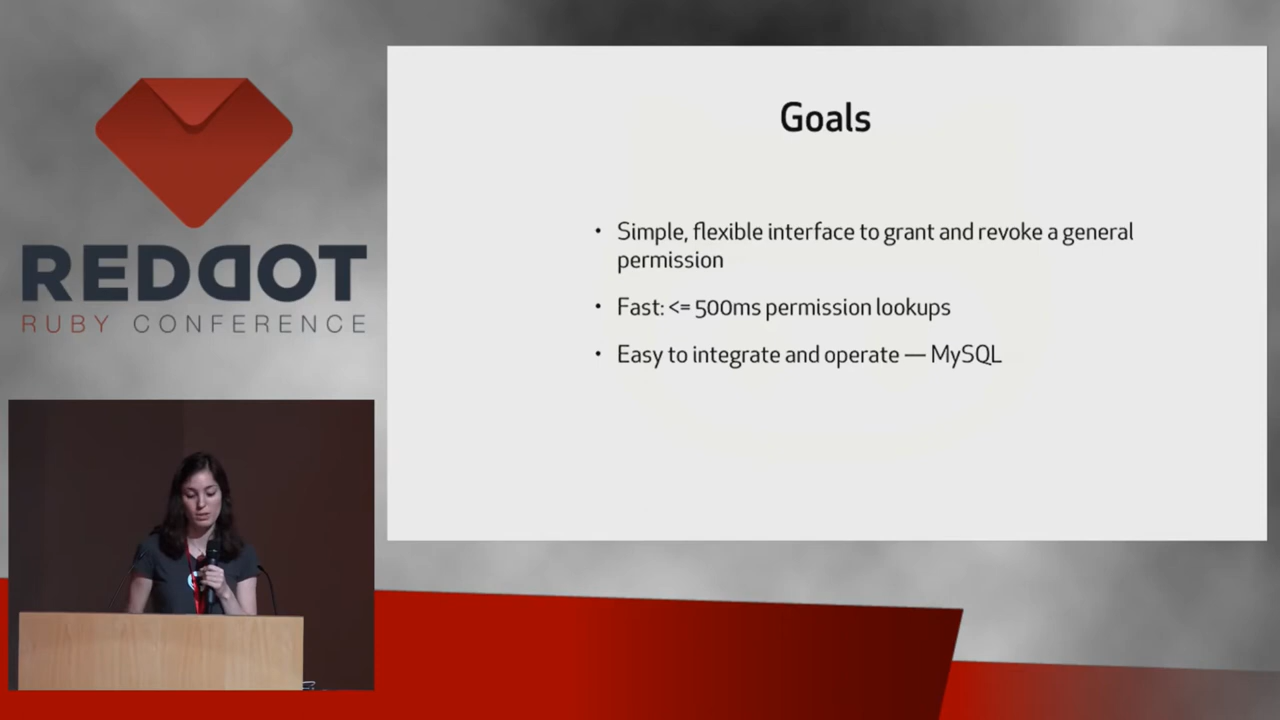 REDDOT
RUBY CONFERENCE
Goals
• Simple, flexible interface to grant and revoke a general
permission
• Fast: <= 500ms permission lookups
• Easy to integrate and operate — MySQL